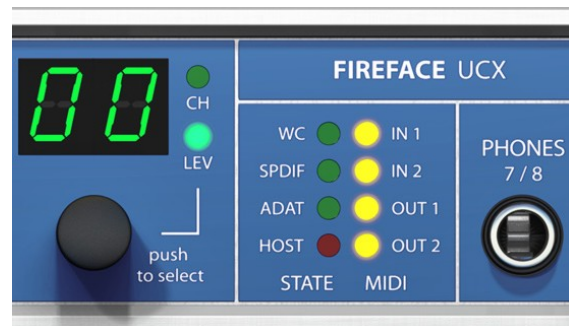 00
CH
LEV
push
to select
FIREFACE UCX
WC IN 1
SPDIF IN 2
ADAT OUT 1
HOST OUT 2
STATE MIDI
PHONES
7 / 8